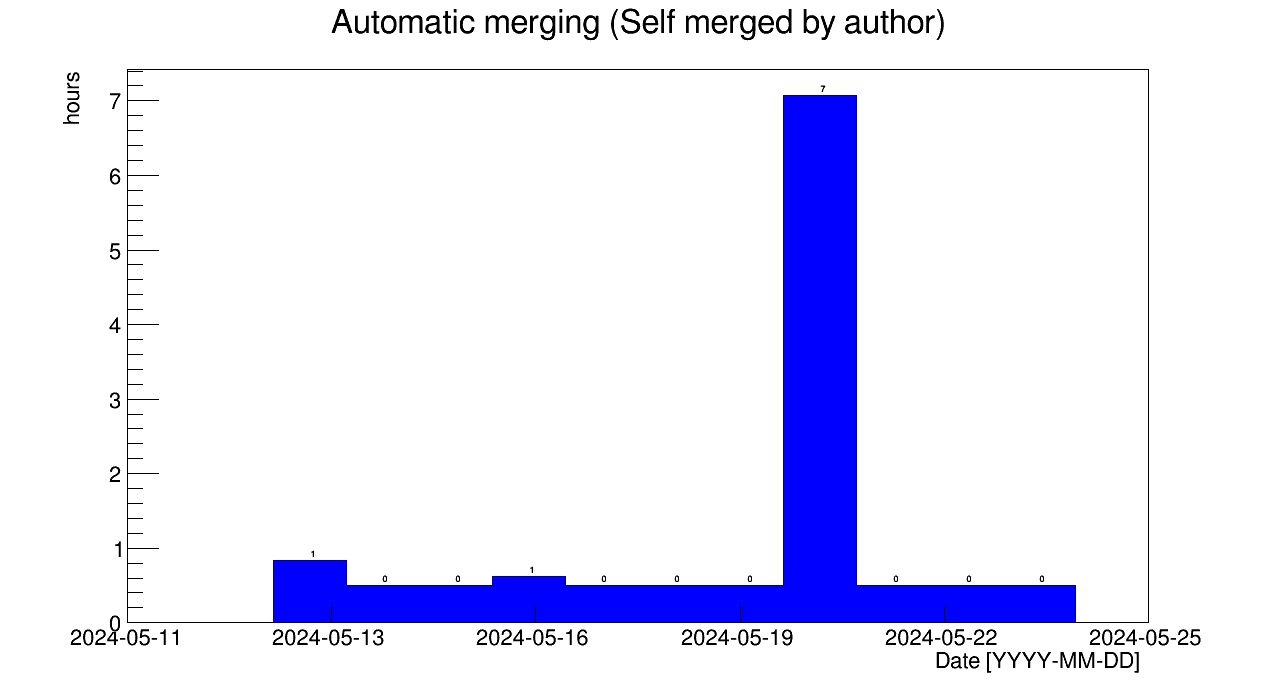 Automatic merging (Self merged by author)
hours
7
6
5
4
3
2
1
0
1 0 0 1 0 0 0 7 0 0 0
2024-05-11 2024-05-13 2024-05-16 2024-05-19 2024-05-22 2024-05-25
Date [YYYY-MM-DD]